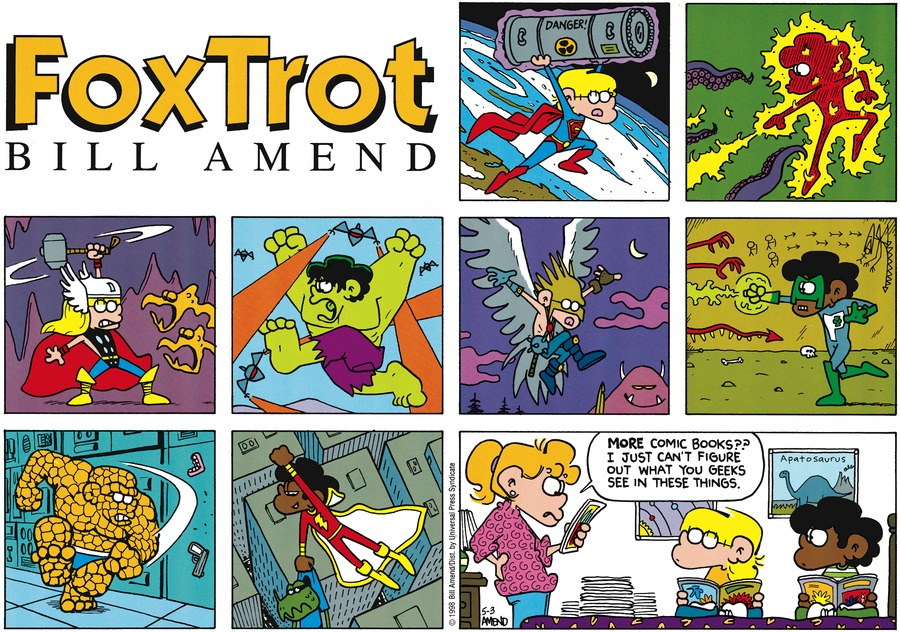 FoxTrot
BILL AMEND
DANGER!
MORE COMIC BOOKS??
I JUST CAN'T FIGURE
OUT WHAT YOU GEEKS
SEE IN THESE THINGS.
Apatosaurus
© 1998 Bill Amend/Dist. by Universal Press Syndicate
5-3
AMEND